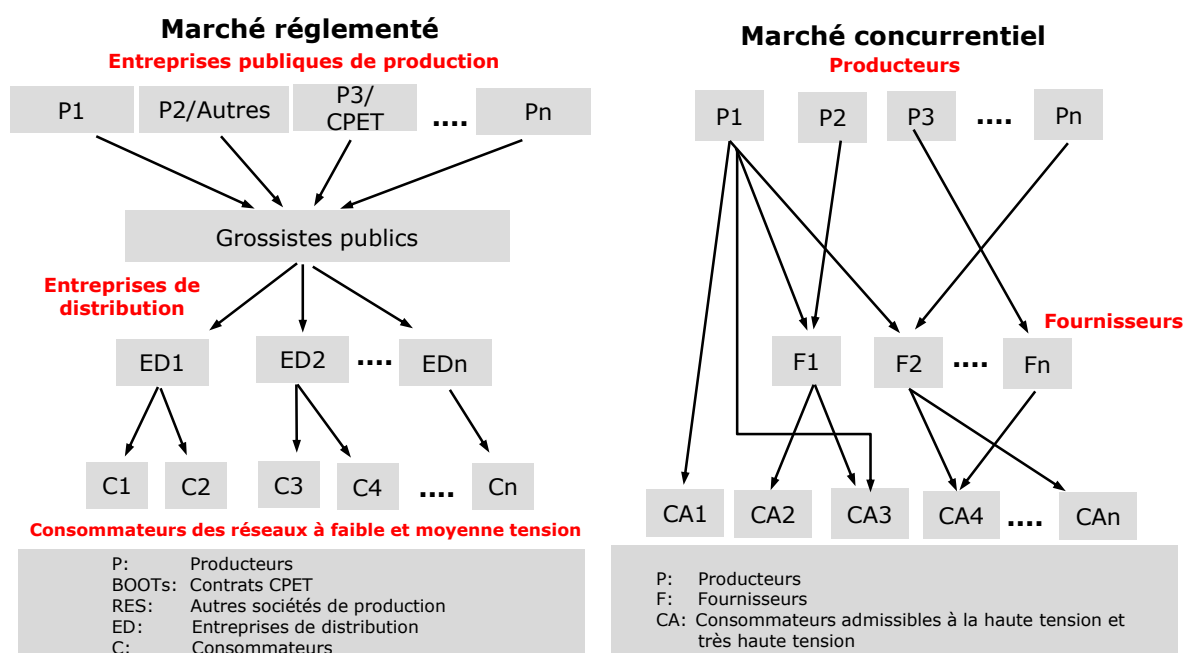 Marché réglementé
Entreprises publiques de production
P1
P2/Autres
P3/
CPET
....
Pn
Grossistes publics
Entreprises de
distribution
ED1
ED2
....
EDn
C1
C2
C3
C4
....
Cn
Consommateurs des réseaux à faible et moyenne tension
P: Producteurs
BOOTs: Contrats CPET
RES: Autres sociétés de production
ED: Entreprises de distribution
C: Consommateurs
Marché concurrentiel
Producteurs
P1
P2
P3
....
Pn
Fournisseurs
F1
F2
....
Fn
CA1
CA2
CA3
CA4
....
CAn
P: Producteurs
F: Fournisseurs
CA: Consommateurs admissibles à la haute tension et
très haute tension